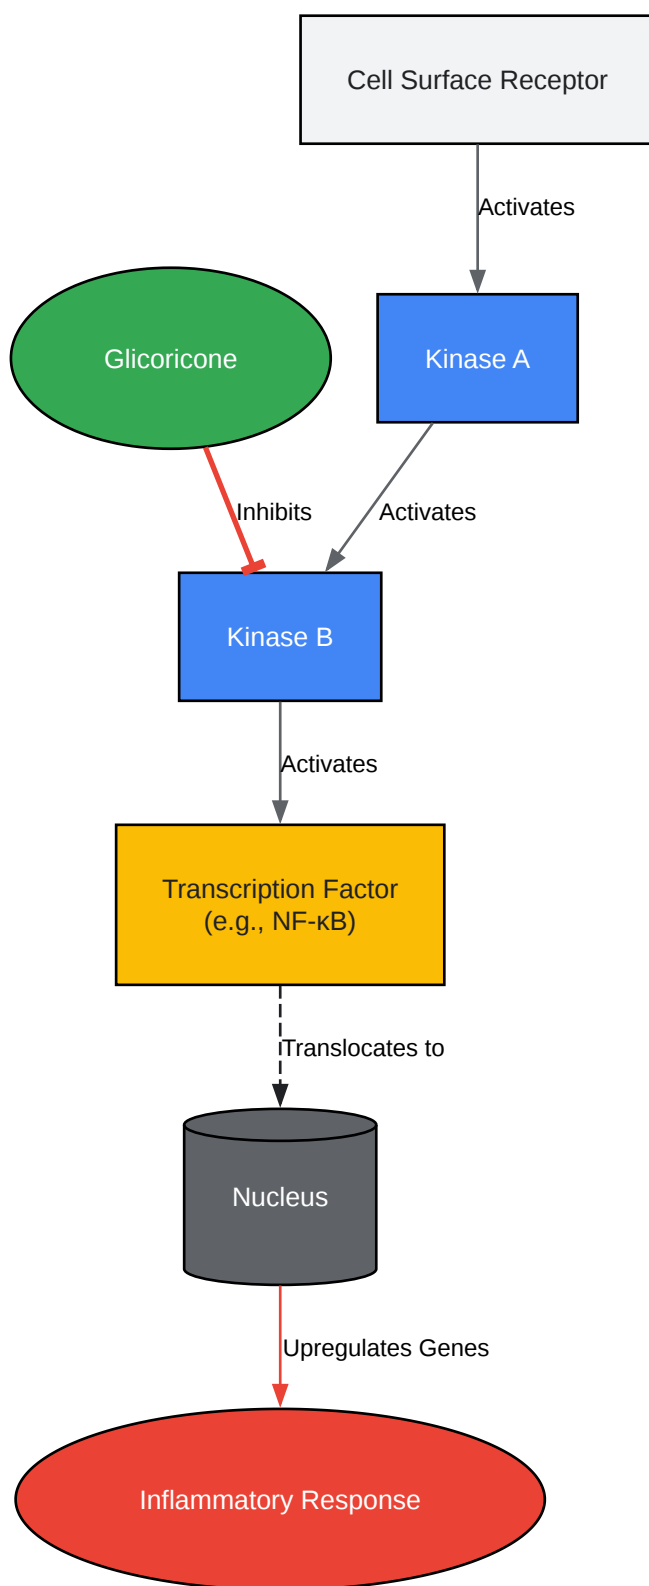 Cell Surface Receptor
Activates
Glicoricone
Kinase A
Inhibits
Activates
Kinase B
Activates
Transcription Factor
(e.g., NF-κB)
Translocates to
Nucleus
Upregulates Genes
Inflammatory Response